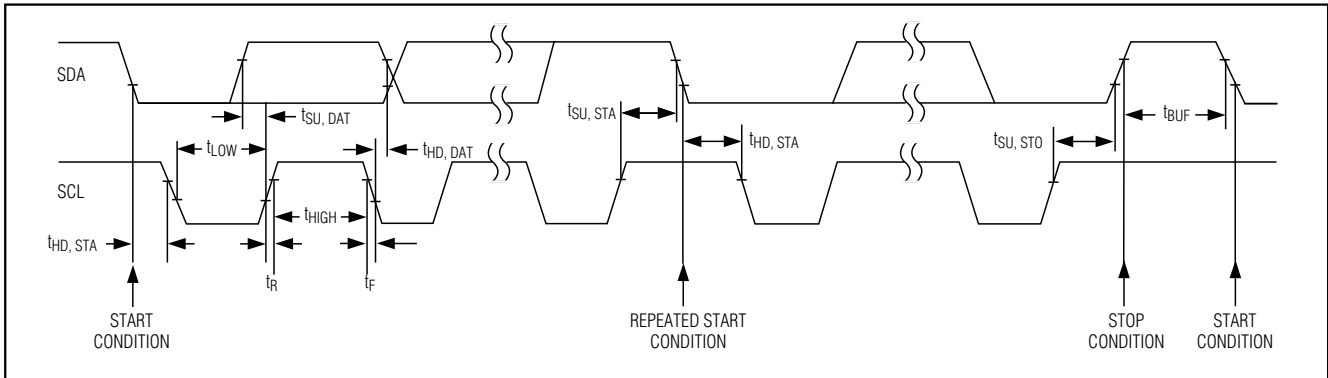 SDA
tSU, DAT
tSU, STA
tBUF
tLOW
tHD, DAT
tHD, STA
tSU, STO
SCL
tHIGH
tHD, STA
tR
tF
START
CONDITION
REPEATED START
CONDITION
STOP
CONDITION
START
CONDITION